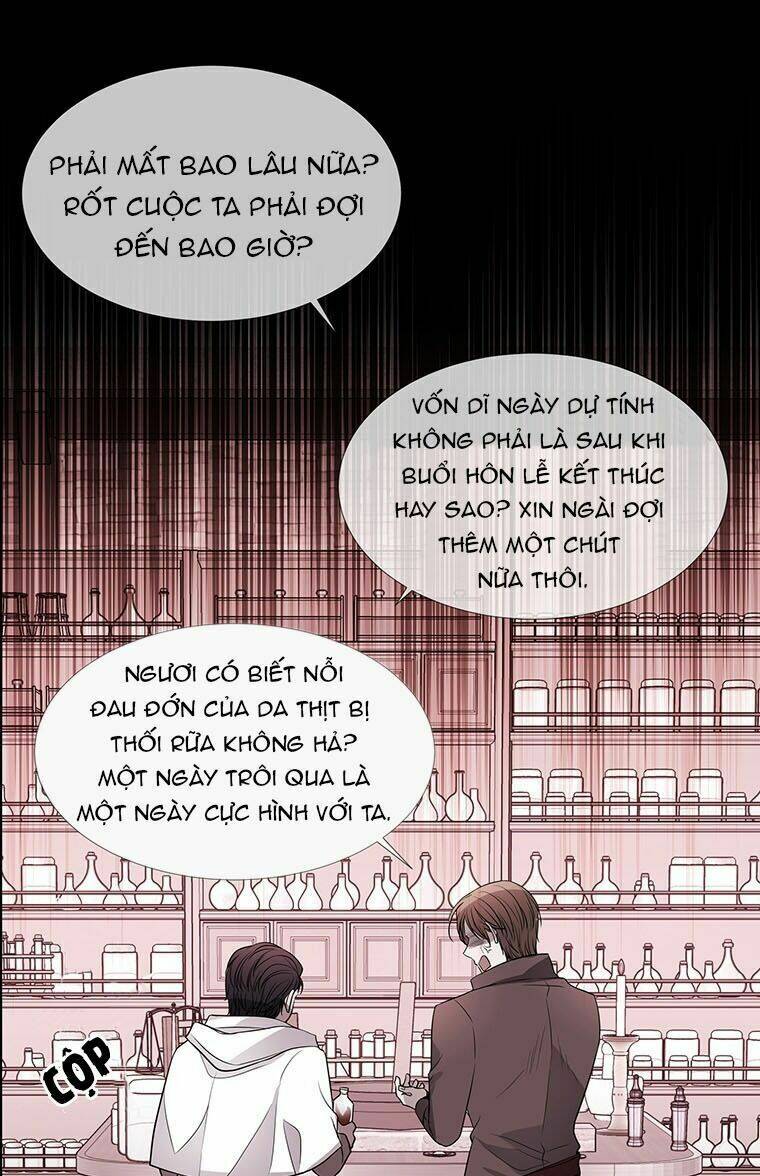 PHẢI MẤT BAO LÂU NỮA?
RỐT CUỘC TA PHẢI ĐỢI
ĐẾN BAO GIỜ?
VỐN DĨ NGÀY DỰ TÍNH
KHÔNG PHẢI LÀ SAU KHI
BUỔI HÔN LỄ KẾT THÚC
HAY SAO? XIN NGÀI ĐỢI
THÊM MỘT CHÚT
NỮA THÔI.
NGƯƠI CÓ BIẾT NỖI
ĐAU ĐỚN CỦA DA THỊT BỊ
THỐI RỮA KHÔNG HẢ?
MỘT NGÀY TRÔI QUA LÀ
MỘT NGÀY CỰC HÌNH VỚI TA.
CỘP